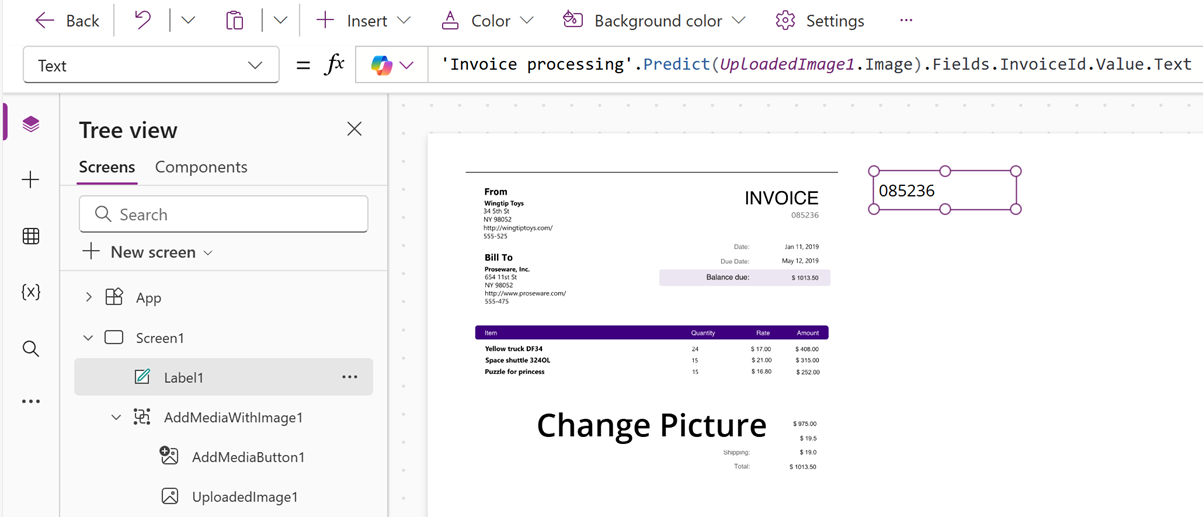 Back Insert Color Background color Settings ...
Text = fx 'Invoice processing'.Predict(UploadedImage1.Image).Fields.InvoiceId.Value.Text
Tree view
Screens Components
Search
New screen
{x}
App
Screen1
Label1 ...
AddMediaWithImage1
AddMediaButton1
UploadedImage1
From
Wingtip Toys
34 5th St
NY 98052
http://wingtiptoys.com/
555-525
INVOICE
085236
Bill To
Proseware, Inc.
654 11st St
NY 98052
http://www.proseware.com/
555-475
Date: Jan 11, 2019
Due Date: May 12, 2019
Balance due: $ 1013.50
Item Quantity Rate Amount
Yellow truck DF34 24 $ 17.00 $ 408.00
Space shuttle 324OL 15 $ 21.00 $ 315.00
Puzzle for princess 15 $ 16.80 $ 252.00
Change Picture
$ 975.00
$ 19.5
Shipping: $ 19.0
Total: $ 1013.50
085236